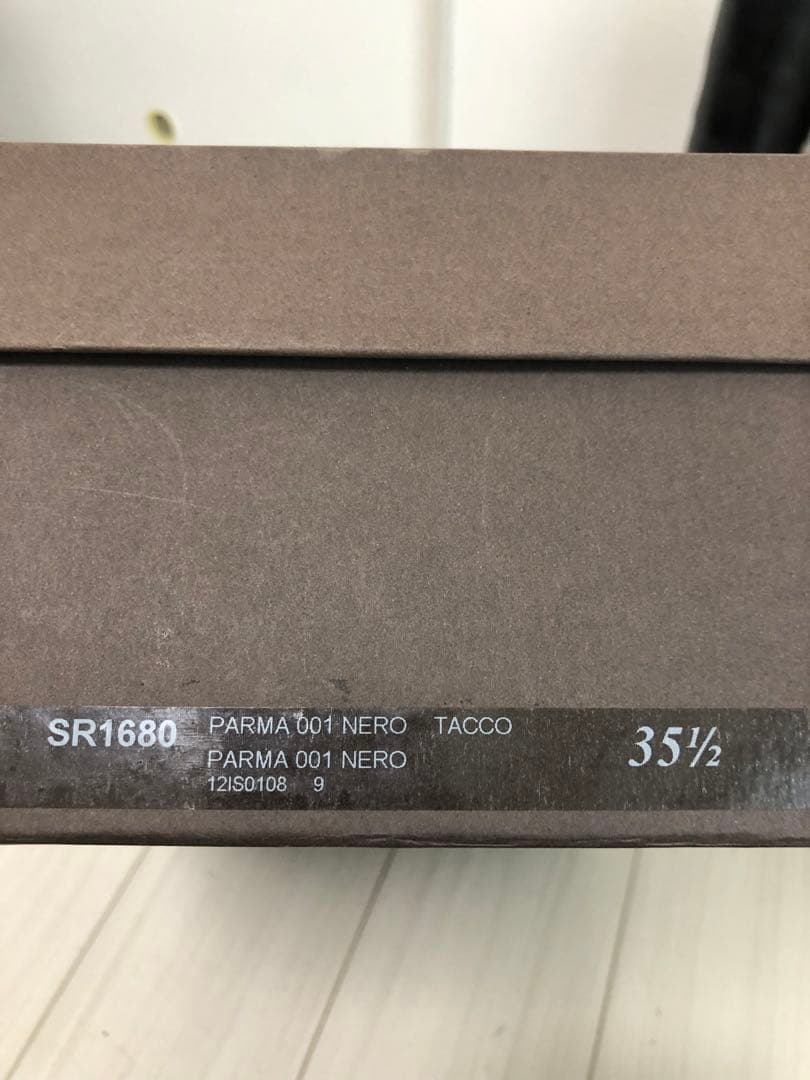 SR1680 PARMA 001 NERO TACCO 35½
PARMA 001 NERO
12IS0108 9